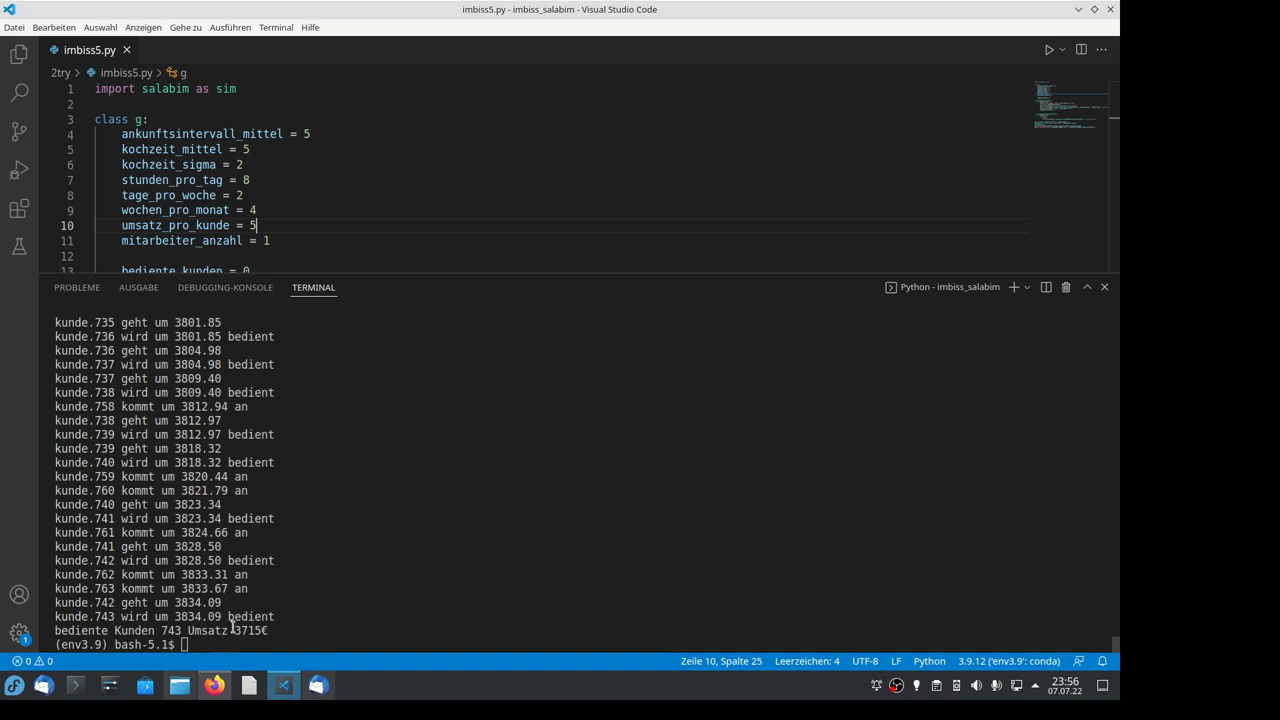 imbiss5.py - imbiss_salabim - Visual Studio Code
Datei Bearbeiten Auswahl Anzeigen Gehe zu Ausführen Terminal Hilfe
imbiss5.py
2try > imbiss5.py > g
1 import salabim as sim
2
3 class g:
4 ankunftsintervall_mittel = 5
5 kochzeit_mittel = 5
6 kochzeit_sigma = 2
7 stunden_pro_tag = 8
8 tage_pro_woche = 2
9 wochen_pro_monat = 4
10 umsatz_pro_kunde = 5
11 mitarbeiter_anzahl = 1
12
13 bediente_kunden = 0
PROBLEME AUSGABE DEBUGGING-KONSOLE TERMINAL Python - imbiss_salabim
kunde.735 geht um 3801.85
kunde.736 wird um 3801.85 bedient
kunde.736 geht um 3804.98
kunde.737 wird um 3804.98 bedient
kunde.737 geht um 3809.40
kunde.738 wird um 3809.40 bedient
kunde.758 kommt um 3812.94 an
kunde.738 geht um 3812.97
kunde.739 wird um 3812.97 bedient
kunde.739 geht um 3818.32
kunde.740 wird um 3818.32 bedient
kunde.759 kommt um 3820.44 an
kunde.760 kommt um 3821.79 an
kunde.740 geht um 3823.34
kunde.741 wird um 3823.34 bedient
kunde.761 kommt um 3824.66 an
kunde.741 geht um 3828.50
kunde.742 wird um 3828.50 bedient
kunde.762 kommt um 3833.31 an
kunde.763 kommt um 3833.67 an
kunde.742 geht um 3834.09
kunde.743 wird um 3834.09 bedient
bediente Kunden 743 Umsatz 3715€
(env3.9) bash-5.1$
0 0 Zeile 10, Spalte 25 Leerzeichen: 4 UTF-8 LF Python 3.9.12 ('env3.9': conda)
1
23:56
07.07.22